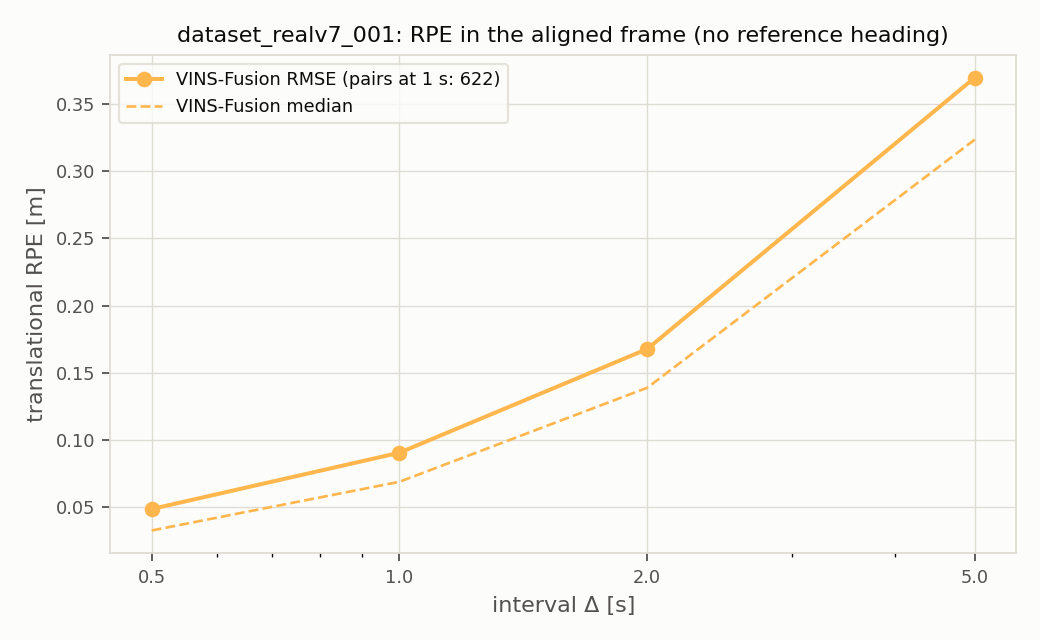 dataset_realv7_001: RPE in the aligned frame (no reference heading)
VINS-Fusion RMSE (pairs at 1 s: 622)
VINS-Fusion median
translational RPE [m]
0.35
0.30
0.25
0.20
0.15
0.10
0.05
0.5
1.0
2.0
5.0
interval Δ [s]